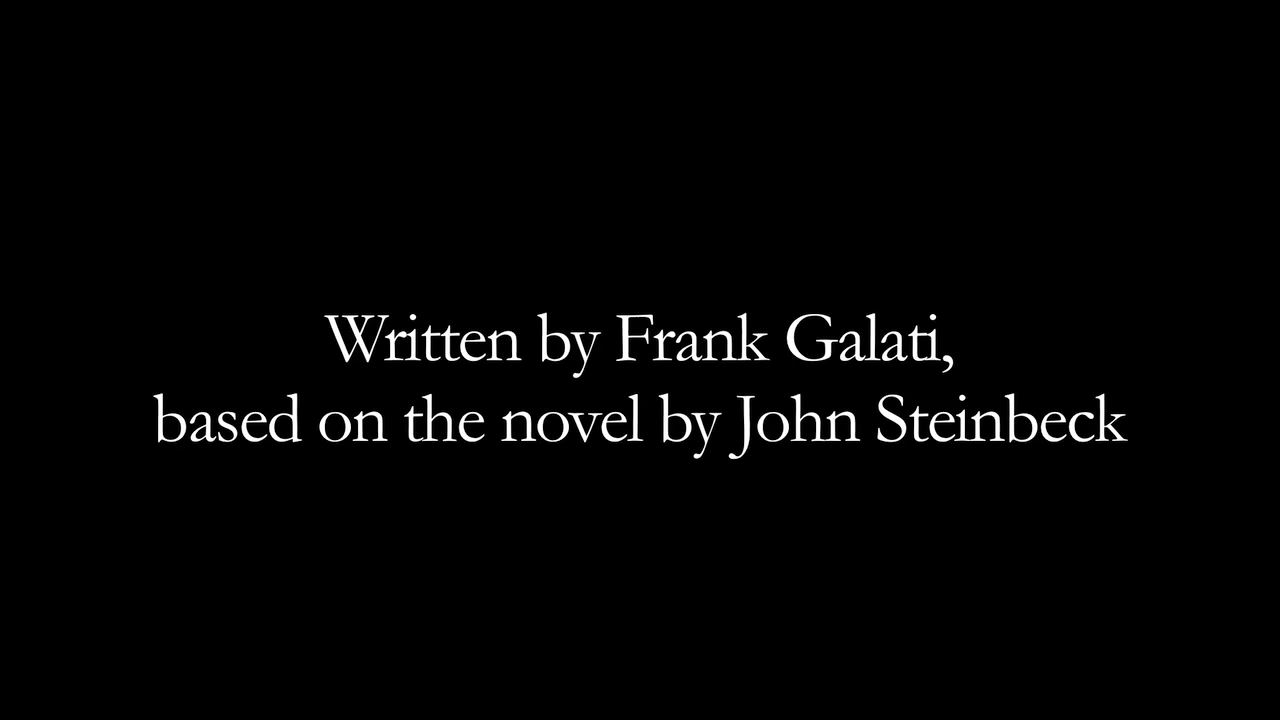 Written by Frank Galati,
based on the novel by John Steinbeck